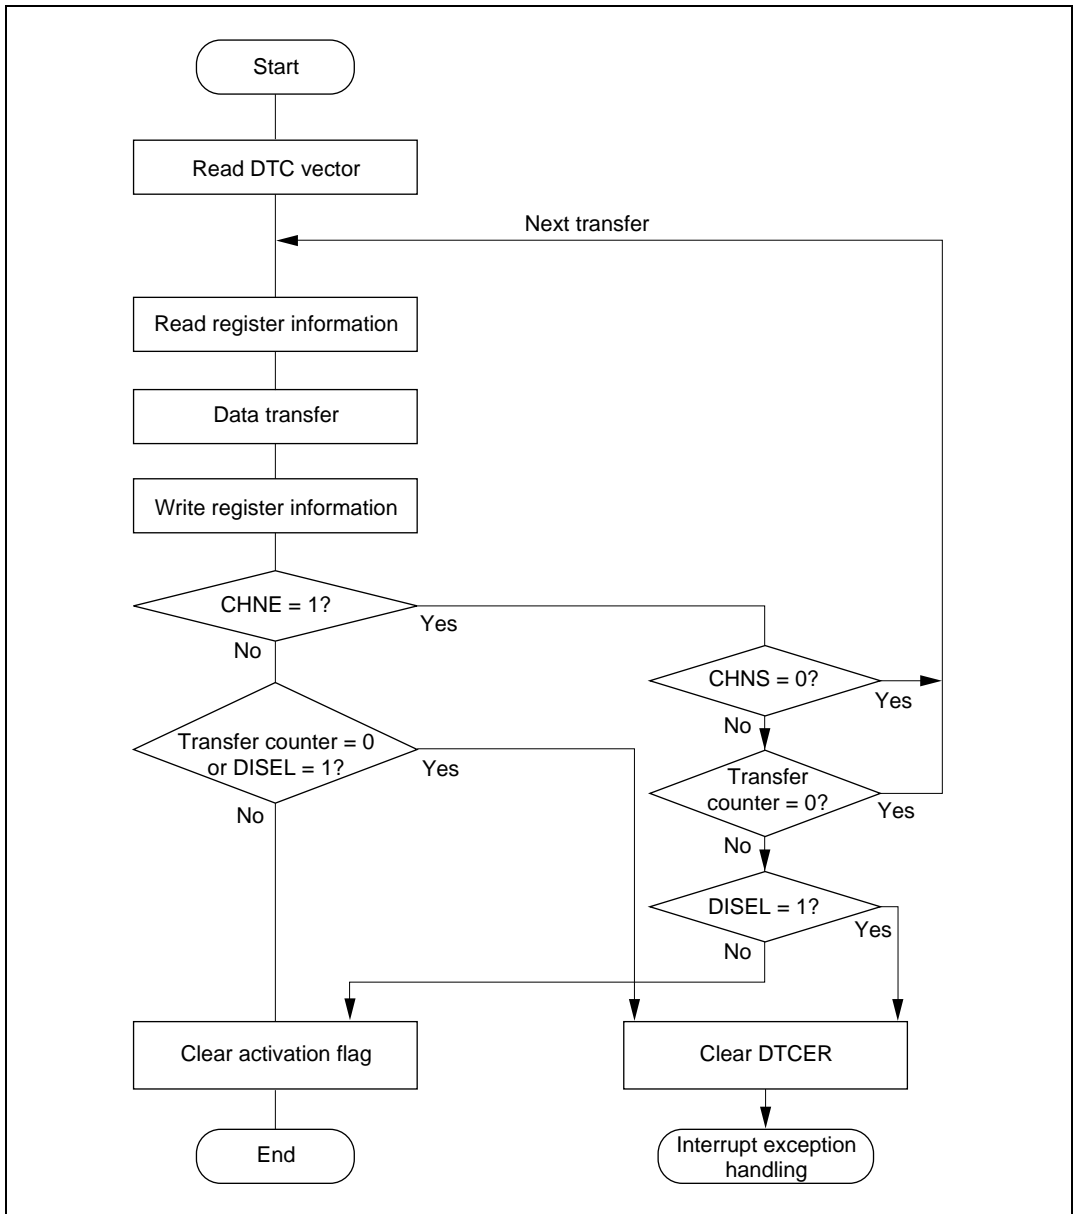 Start
Read DTC vector
Next transfer
Read register information
Data transfer
Write register information
CHNE = 1?
Yes
No
CHNS = 0?
Yes
No
Transfer counter = 0
or DISEL = 1?
Yes
No
Transfer
counter = 0?
Yes
No
DISEL = 1?
Yes
No
Clear activation flag
Clear DTCER
End
Interrupt exception
handling